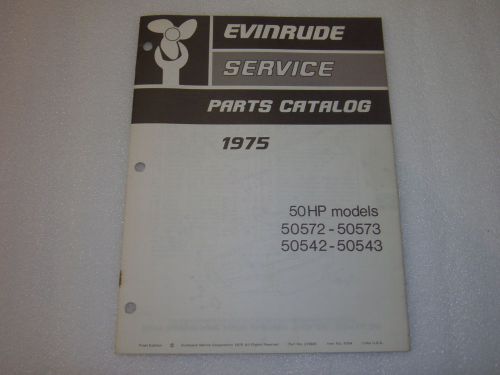 EVINRUDE
SERVICE
PARTS CATALOG
1975
50HP models
50572-50573
50542-50543